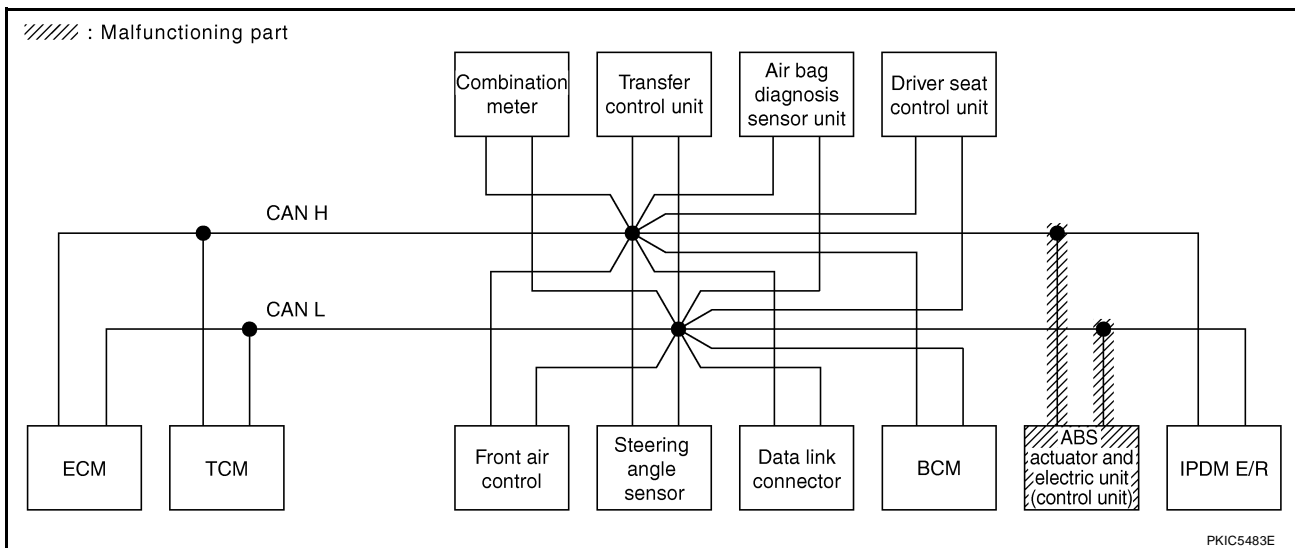 : Malfunctioning part
Combination
meter
Transfer
control unit
Air bag
diagnosis
sensor unit
Driver seat
control unit
CAN H
CAN L
ECM
TCM
Front air
control
Steering
angle
sensor
Data link
connector
BCM
ABS
actuator and
electric unit
(control unit)
IPDM E/R
PKIC5483E